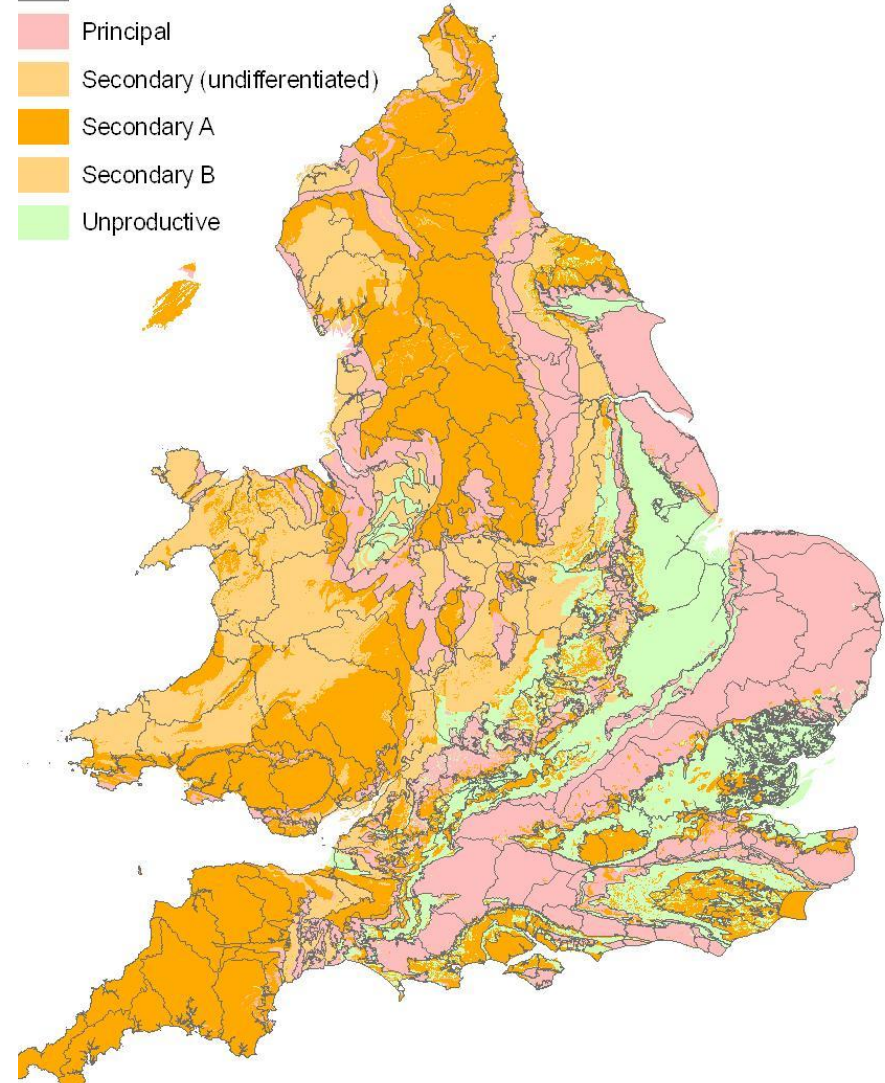 Principal
Secondary (undifferentiated)
Secondary A
Secondary B
Unproductive